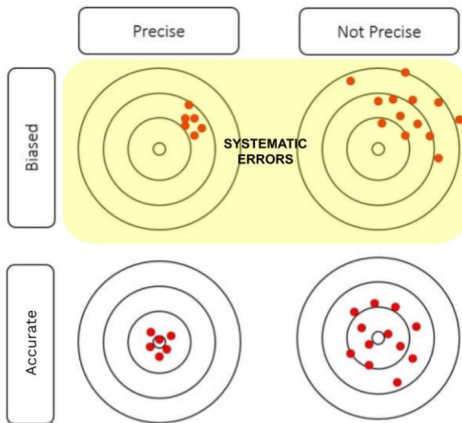 Precise
Not Precise
Biased
SYSTEMATIC
ERRORS
Accurate